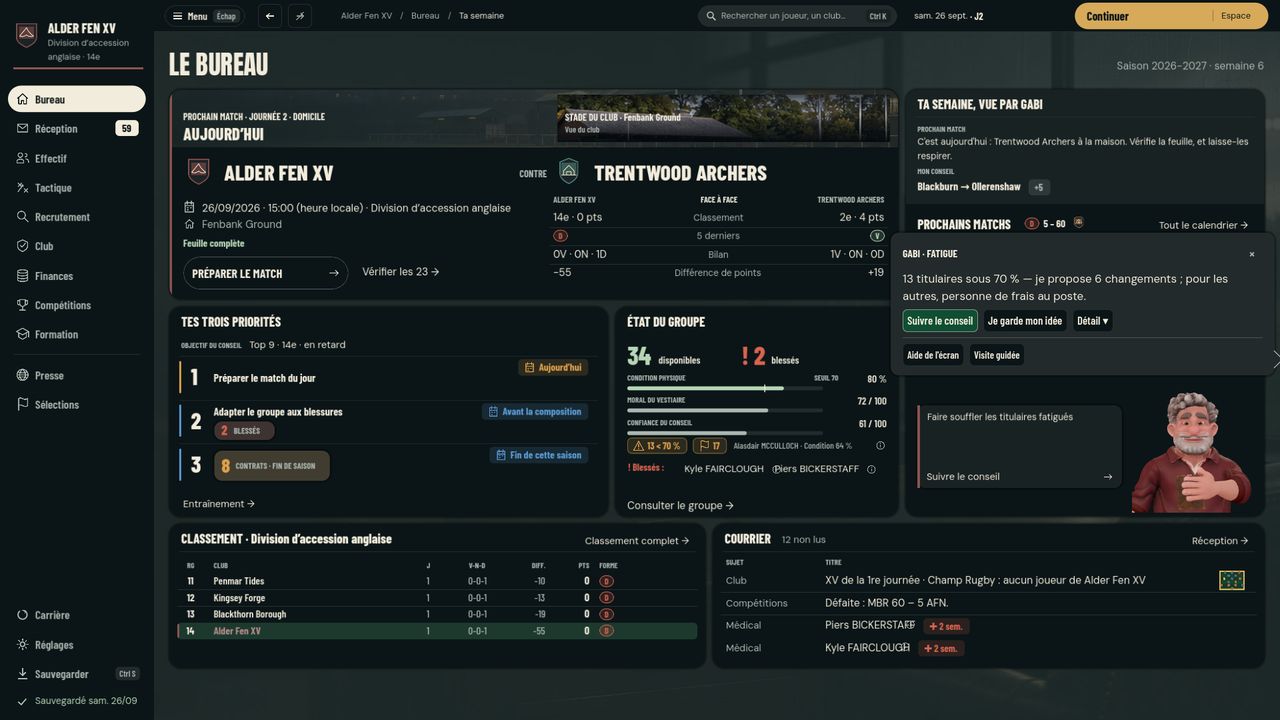 ALDER FEN XV
Division d'accession
anglaise · 14e
Menu Échap
Alder Fen XV / Bureau / Ta semaine
Rechercher un joueur, un club... Ctrl K
sam. 26 sept. · J2
Continuer Espace
Bureau
Réception 59
Effectif
Tactique
Recrutement
Club
Finances
Compétitions
Formation
Presse
Sélections
Carrière
Réglages
Sauvegarder Ctrl S
Sauvegardé sam. 26/09
LE BUREAU
Saison 2026-2027 · semaine 6
PROCHAIN MATCH · JOURNÉE 2 · DOMICILE
AUJOURD'HUI
STADE DU CLUB · Fenbank Ground
Vue du club
ALDER FEN XV
CONTRE
TRENTWOOD ARCHERS
26/09/2026 · 15:00 (heure locale) · Division d'accession anglaise
Fenbank Ground
Feuille complète
PRÉPARER LE MATCH →
Vérifier les 23 →
ALDER FEN XV FACE À FACE TRENTWOOD ARCHERS
14e · 0 pts Classement 2e · 4 pts
D 5 derniers V
0V · 0N · 1D Bilan 1V · 0N · 0D
-55 Différence de points +19
TA SEMAINE, VUE PAR GABI
PROCHAIN MATCH
C'est aujourd'hui : Trentwood Archers à la maison. Vérifie la feuille, et laisse-les
respirer.
MON CONSEIL
Blackburn → Ollerenshaw +5
PROCHAINS MATCHS D 5 - 60 Tout le calendrier →
GABI · FATIGUE ×
13 titulaires sous 70 % — je propose 6 changements ; pour les
autres, personne de frais au poste.
Suivre le conseil Je garde mon idée Détail ▾
Aide de l'écran Visite guidée
Faire souffler les titulaires fatigués
Suivre le conseil →
TES TROIS PRIORITÉS
OBJECTIF DU CONSEIL Top 9 · 14e · en retard
1 Préparer le match du jour Aujourd'hui
2 Adapter le groupe aux blessures Avant la composition
2 BLESSÉS
3 8 CONTRATS · FIN DE SAISON Fin de cette saison
Entraînement →
ÉTAT DU GROUPE
34 disponibles ! 2 blessés
CONDITION PHYSIQUE SEUIL 70 80 %
MORAL DU VESTIAIRE 72 / 100
CONFIANCE DU CONSEIL 61 / 100
13 < 70 % 17 Alasdair MCCULLOCH · Condition 64 %
! Blessés : Kyle FAIRCLOUGH Piers BICKERSTAFF
Consulter le groupe →
CLASSEMENT · Division d'accession anglaise Classement complet →
RG CLUB J V-N-D DIFF. PTS FORME
11 Penmar Tides 1 0-0-1 -10 0 D
12 Kingsey Forge 1 0-0-1 -13 0 D
13 Blackthorn Borough 1 0-0-1 -19 0 D
14 Alder Fen XV 1 0-0-1 -55 0 D
COURRIER 12 non lus Réception →
SUJET TITRE
Club XV de la 1re journée · Champ Rugby : aucun joueur de Alder Fen XV
Compétitions Défaite : MBR 60 – 5 AFN.
Médical Piers BICKERSTAFF + 2 sem.
Médical Kyle FAIRCLOUGH + 2 sem.